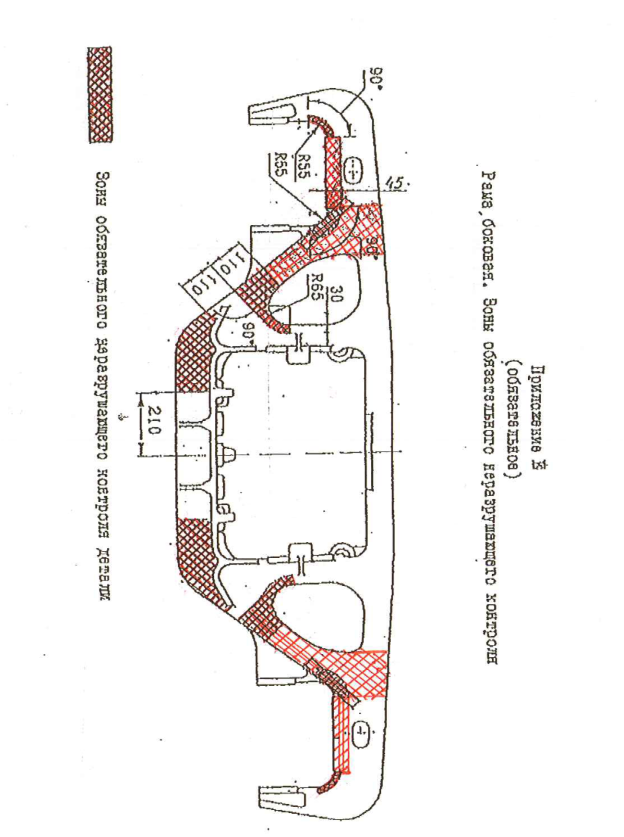 Приложение Е
(обязательное)
Рама боковая. Зоны обязательного неразрушающего контроля
90°
R55
R55
45
90°
110
110
30
R65
90°
210
Зоны обязательного неразрушающего контроля детали